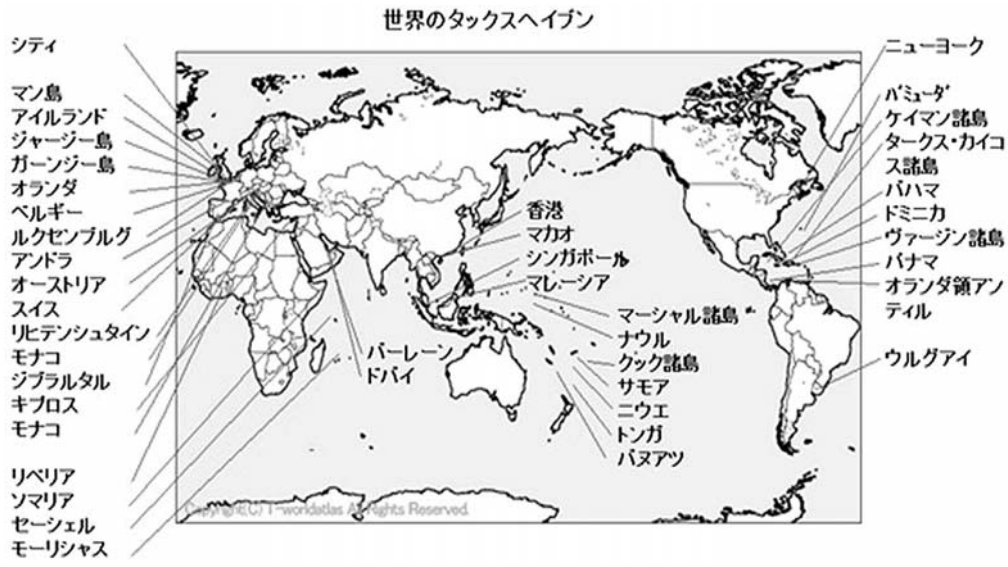 世界のタックスヘイブン
シティ
マン島
アイルランド
ジャージー島
ガーンジー島
オランダ
ベルギー
ルクセンブルグ
アンドラ
オーストリア
スイス
リヒテンシュタイン
モナコ
ジブラルタル
キプロス
モナコ
リベリア
ソマリア
セーシェル
モーリシャス
バーレーン
ドバイ
香港
マカオ
シンガポール
マレーシア
マーシャル諸島
ナウル
クック諸島
サモア
ニウエ
トンガ
バヌアツ
ニューヨーク
バミューダ
ケイマン諸島
タークス・カイコ
ス諸島
バハマ
ドミニカ
ヴァージン諸島
パナマ
オランダ領アン
ティル
ウルグアイ
Copyright(C) T-worldatlas All Rights Reserved.